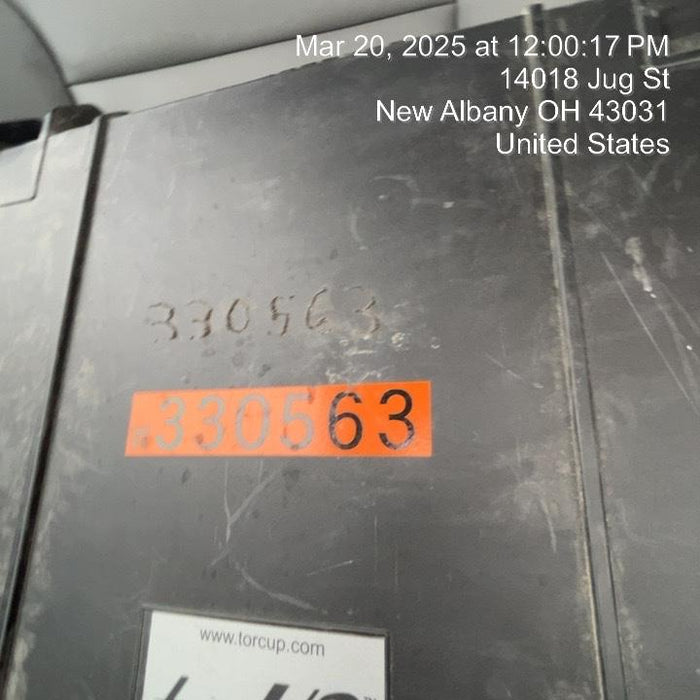 Mar 20, 2025 at 12:00:17 PM
14018 Jug St
New Albany OH 43031
United States
330563
330563
www.torcup.com